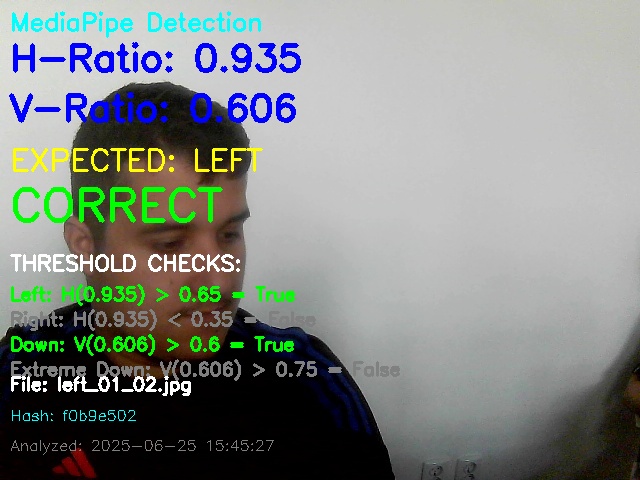 MediaPipe Detection
H-Ratio: 0.935
V-Ratio: 0.606
EXPECTED: LEFT
CORRECT
THRESHOLD CHECKS:
Left: H(0.935) > 0.65 = True
Right: H(0.935) < 0.35 = False
Down: V(0.606) > 0.6 = True
Extreme Down: V(0.606) > 0.75 = False
File: left_01_02.jpg
Hash: f0b9e502
Analyzed: 2025-06-25 15:45:27